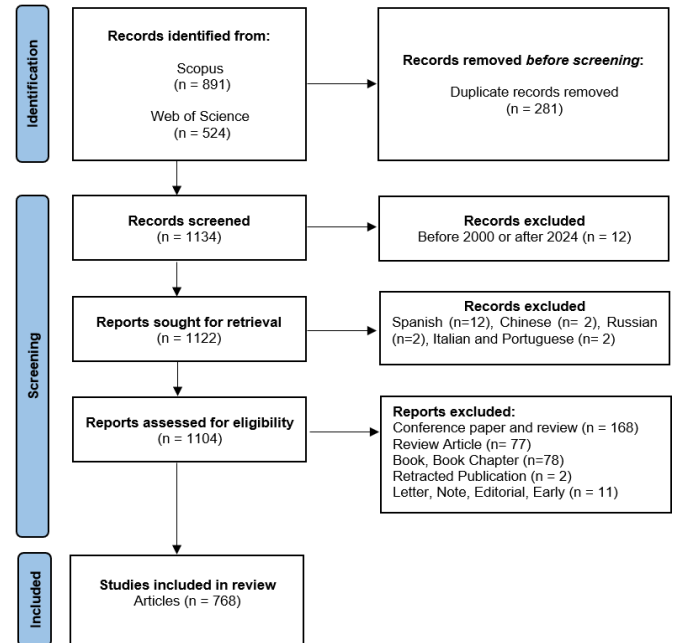 Identification
Records identified from:
Scopus
(n = 891)
Web of Science
(n = 524)
Records removed before screening:
Duplicate records removed
(n = 281)
Screening
Records screened
(n = 1134)
Records excluded
Before 2000 or after 2024 (n = 12)
Reports sought for retrieval
(n = 1122)
Records excluded
Spanish (n=12), Chinese (n= 2), Russian
(n=2), Italian and Portuguese (n= 2)
Reports assessed for eligibility
(n = 1104)
Reports excluded:
Conference paper and review (n = 168)
Review Article (n= 77)
Book, Book Chapter (n=78)
Retracted Publication (n = 2)
Letter, Note, Editorial, Early (n = 11)
Included
Studies included in review
Articles (n = 768)